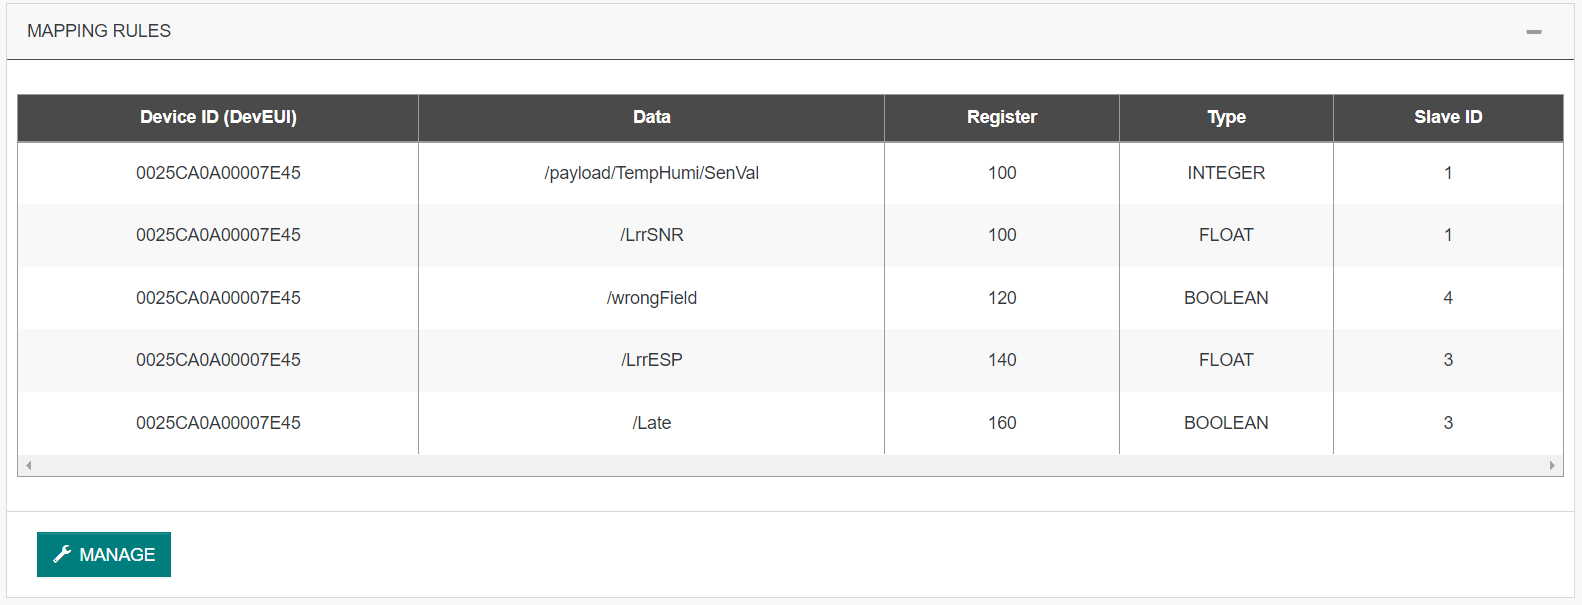 MAPPING RULES
Device ID (DevEUI) Data Register Type Slave ID
0025CA0A00007E45 /payload/TempHumi/SenVal 100 INTEGER 1
0025CA0A00007E45 /LrrSNR 100 FLOAT 1
0025CA0A00007E45 /wrongField 120 BOOLEAN 4
0025CA0A00007E45 /LrrESP 140 FLOAT 3
0025CA0A00007E45 /Late 160 BOOLEAN 3
MANAGE